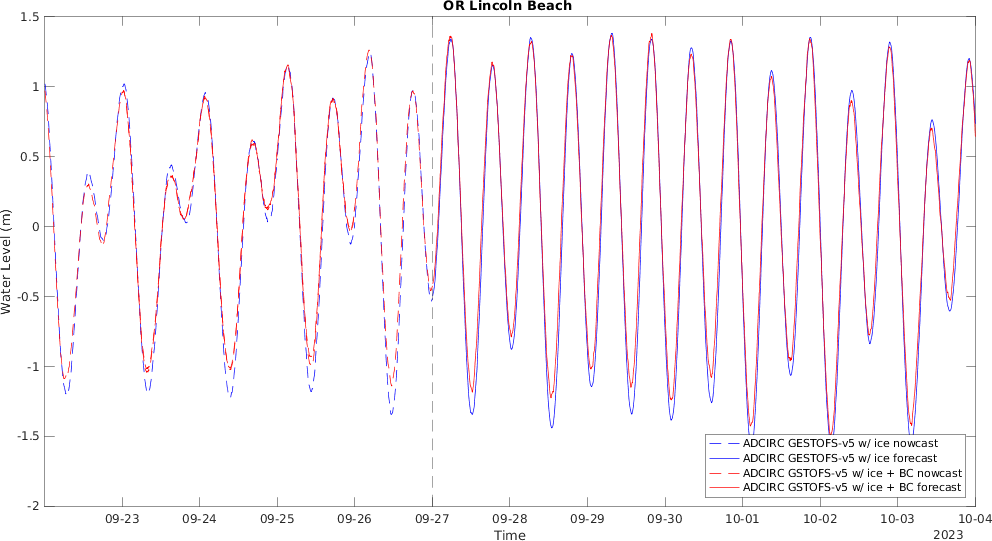 OR Lincoln Beach
1.5
1
0.5
0
-0.5
-1
-1.5
-2
Water Level (m)
ADCIRC GESTOFS-v5 w/ ice nowcast
ADCIRC GESTOFS-v5 w/ ice forecast
ADCIRC GSTOFS-v5 w/ ice + BC nowcast
ADCIRC GSTOFS-v5 w/ ice + BC forecast
09-23 09-24 09-25 09-26 09-27 09-28 09-29 09-30 10-01 10-02 10-03 10-04
Time
2023